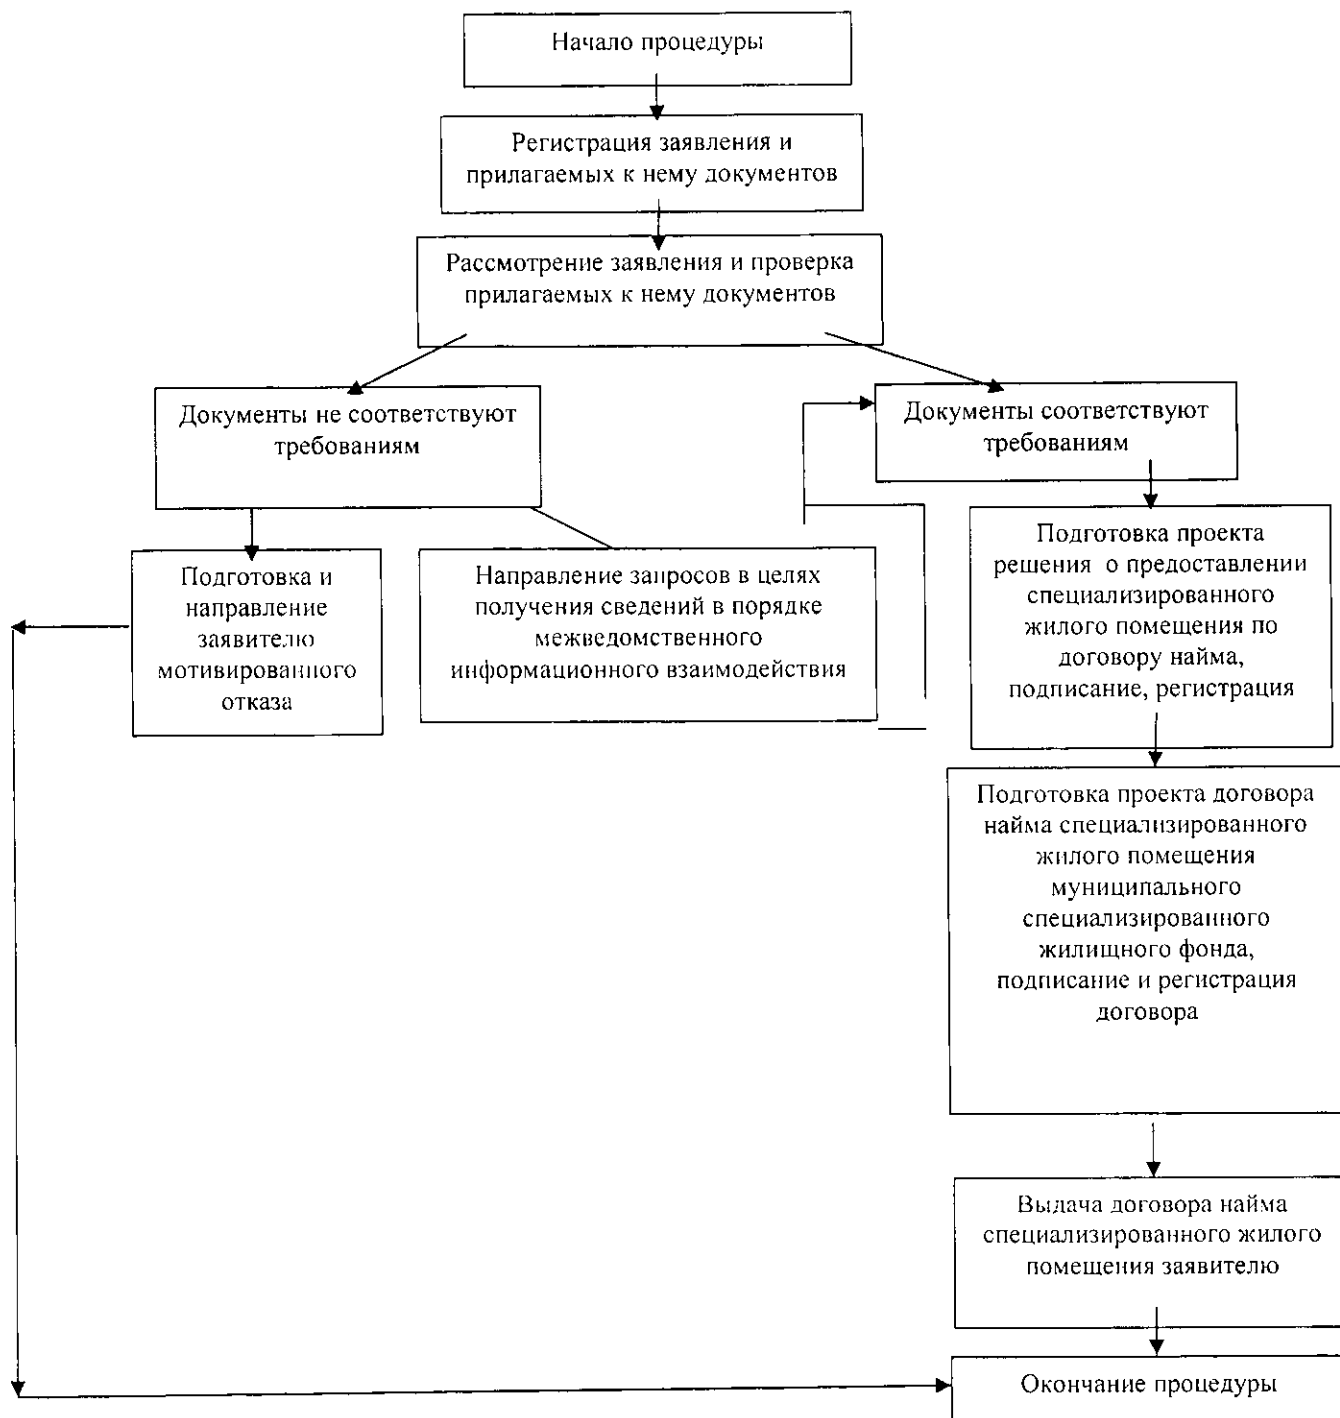 Начало процедуры
Регистрация заявления и
прилагаемых к нему документов
Рассмотрение заявления и проверка
прилагаемых к нему документов
Документы не соответствуют
требованиям
Документы соответствуют
требованиям
Подготовка и
направление
заявителю
мотивированного
отказа
Направление запросов в целях
получения сведений в порядке
межведомственного
информационного взаимодействия
Подготовка проекта
решения о предоставлении
специализированного
жилого помещения по
договору найма,
подписание, регистрация
Подготовка проекта договора
найма специализированного
жилого помещения
муниципального
специализированного
жилищного фонда,
подписание и регистрация
договора
Выдача договора найма
специализированного жилого
помещения заявителю
Окончание процедуры